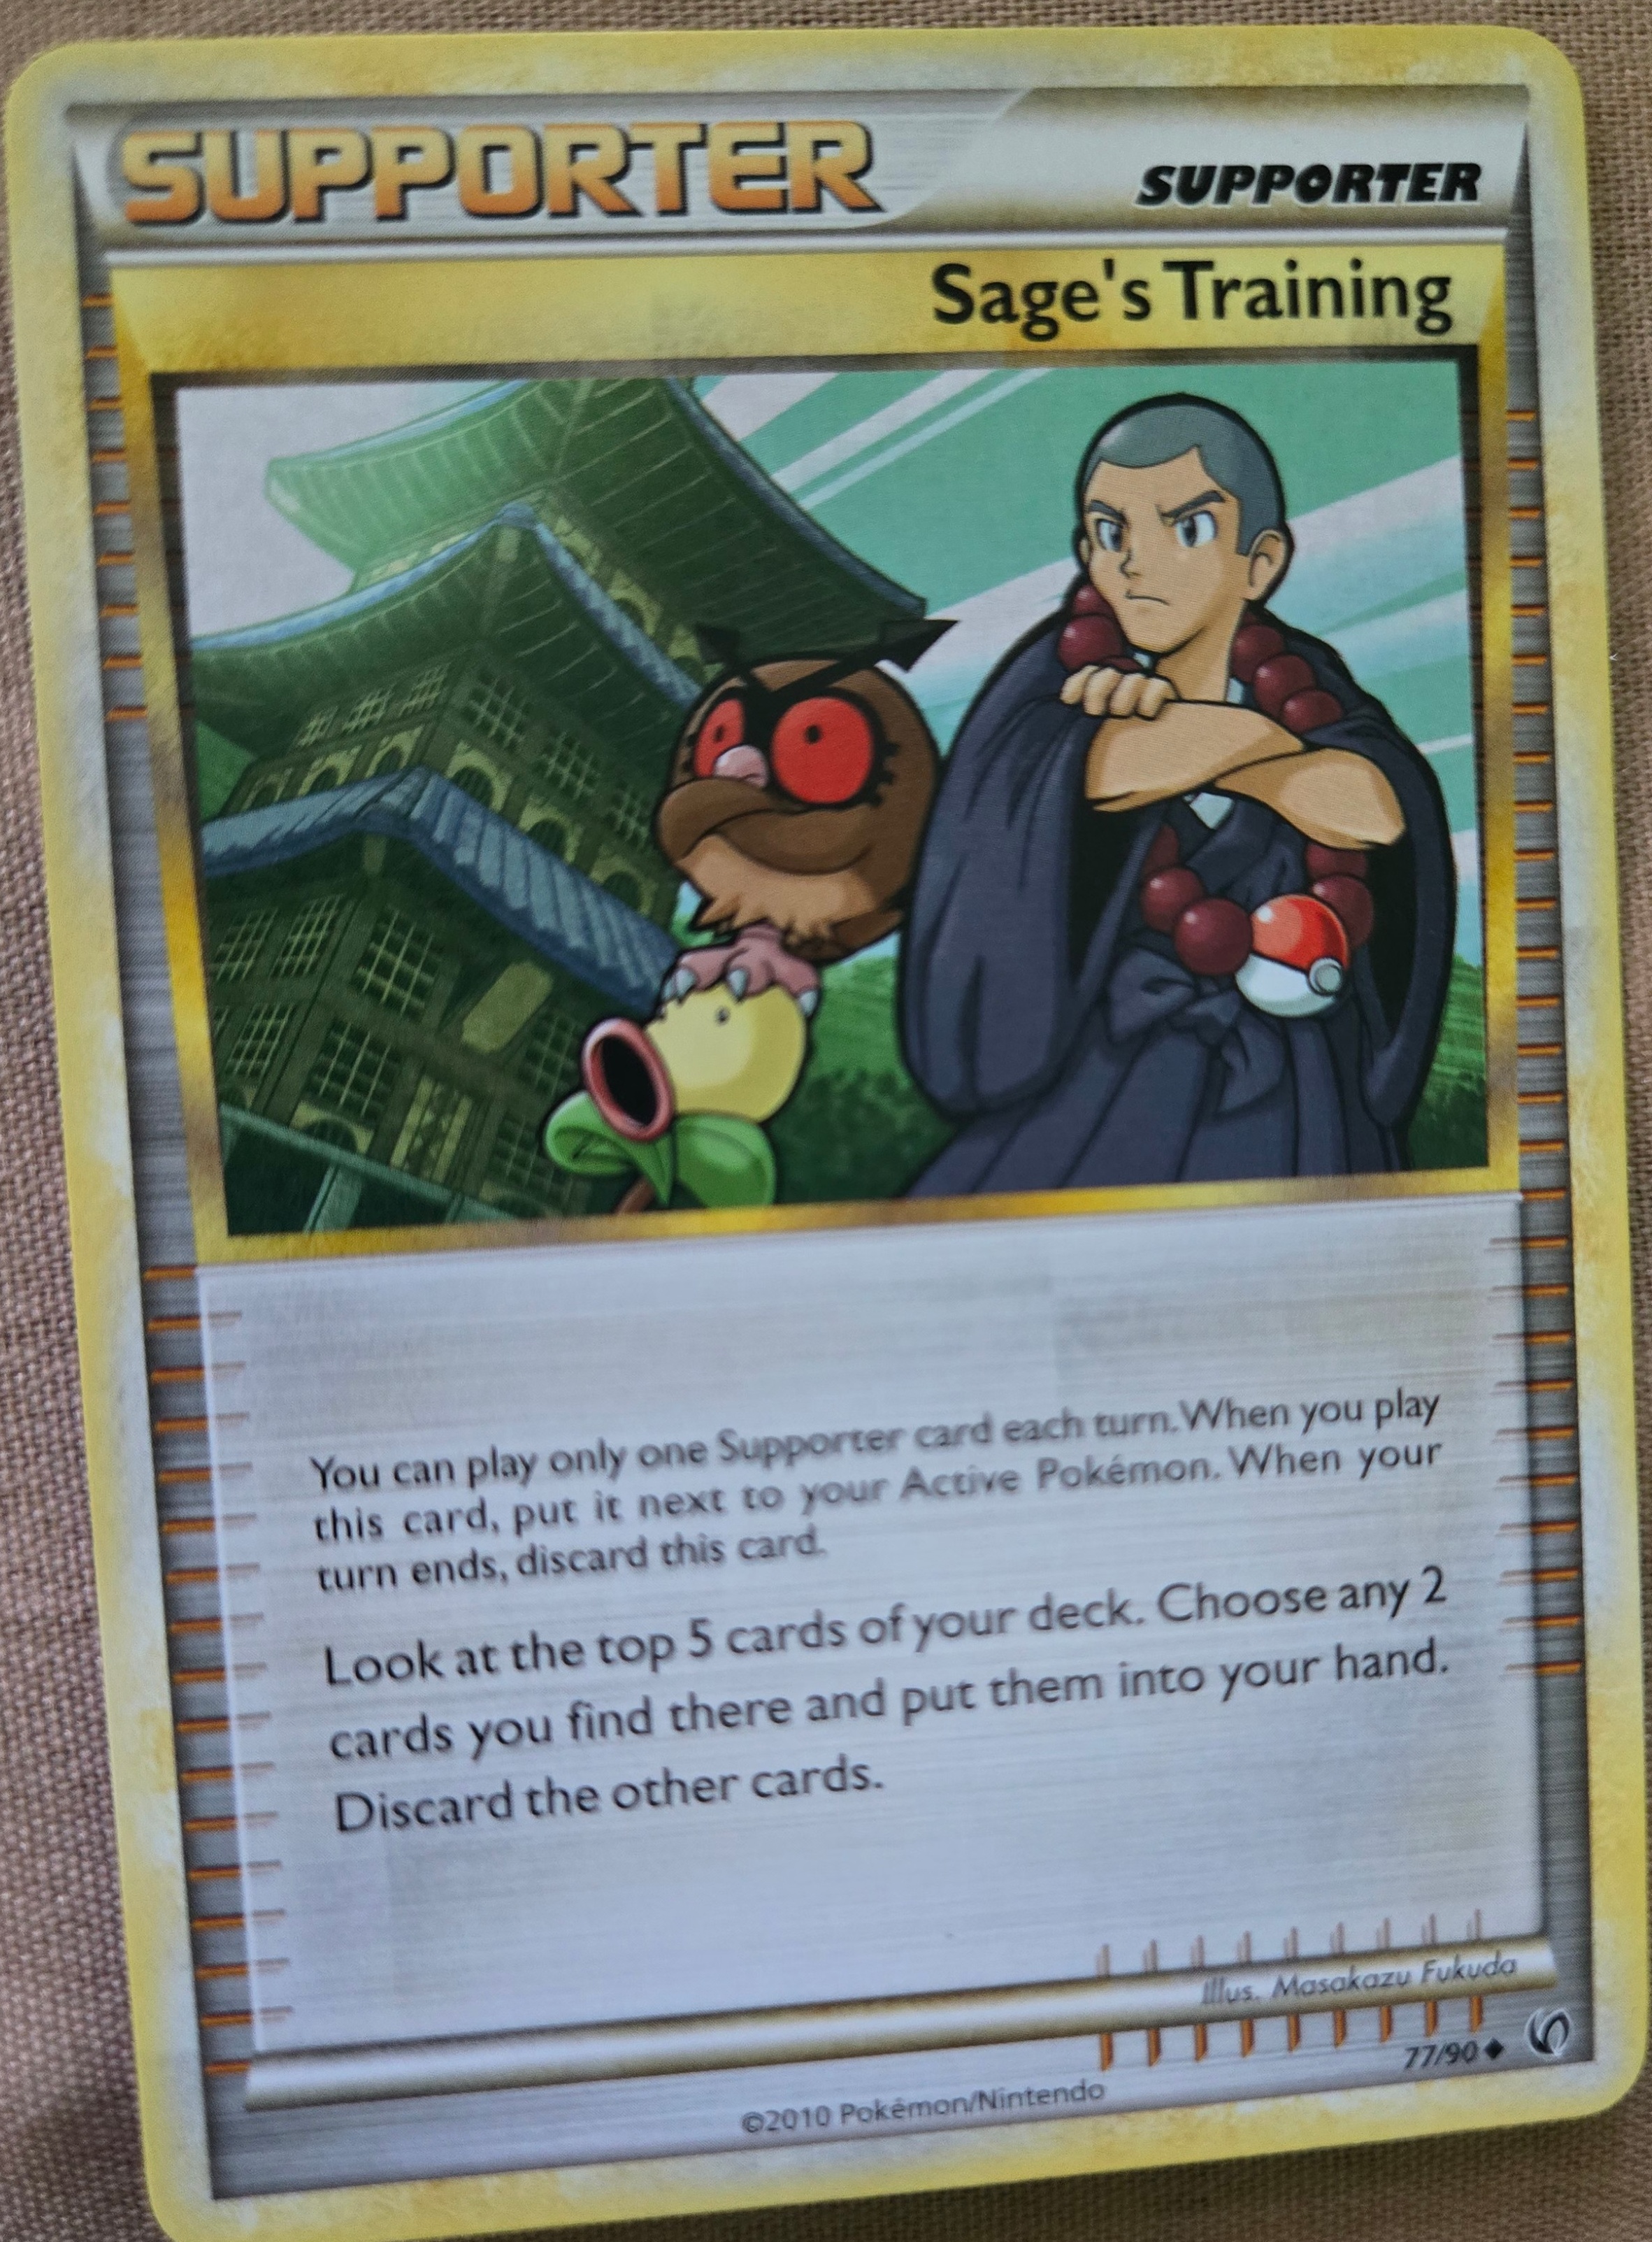 SUPPORTER
SUPPORTER
Sage's Training
You can play only one Supporter card each turn. When you play
this card, put it next to your Active Pokémon. When your
turn ends, discard this card.
Look at the top 5 cards of your deck. Choose any 2
cards you find there and put them into your hand.
Discard the other cards.
Illus. Masakazu Fukuda
77/90 ◆
©2010 Pokémon/Nintendo